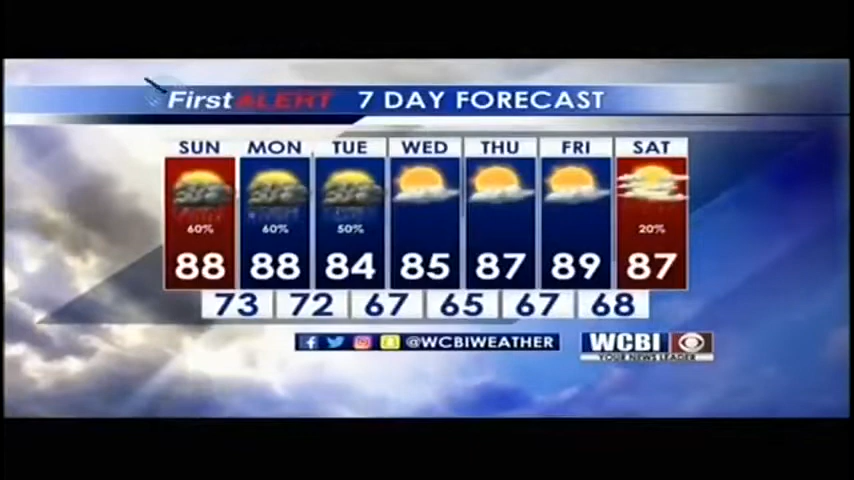 First ALERT 7 DAY FORECAST
SUN MON TUE WED THU FRI SAT
60% 60% 50% 20%
88 88 84 85 87 89 87
73 72 67 65 67 68
@WCBIWEATHER
WCBI
YOUR NEWS LEADER